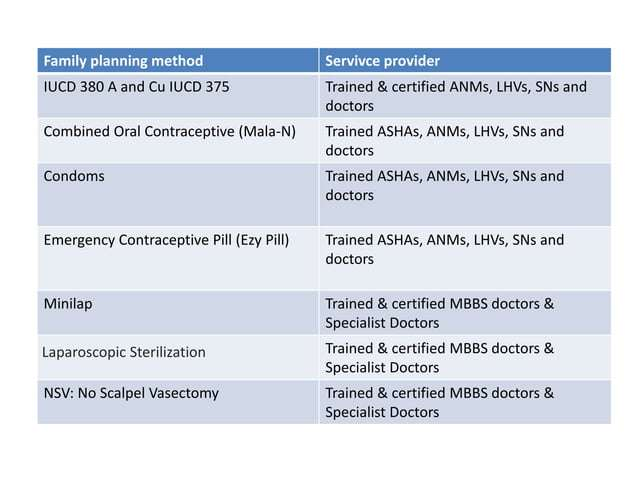 Family planning method
Servivce provider
IUCD 380 A and Cu IUCD 375
Trained & certified ANMs, LHVs, SNs and
doctors
Combined Oral Contraceptive (Mala-N)
Trained ASHAs, ANMs, LHVs, SNs and
doctors
Condoms
Trained ASHAs, ANMs, LHVs, SNs and
doctors
Emergency Contraceptive Pill (Ezy Pill)
Trained ASHAs, ANMs, LHVs, SNs and
doctors
Minilap
Trained & certified MBBS doctors &
Specialist Doctors
Laparoscopic Sterilization
Trained & certified MBBS doctors &
Specialist Doctors
NSV: No Scalpel Vasectomy
Trained & certified MBBS doctors &
Specialist Doctors